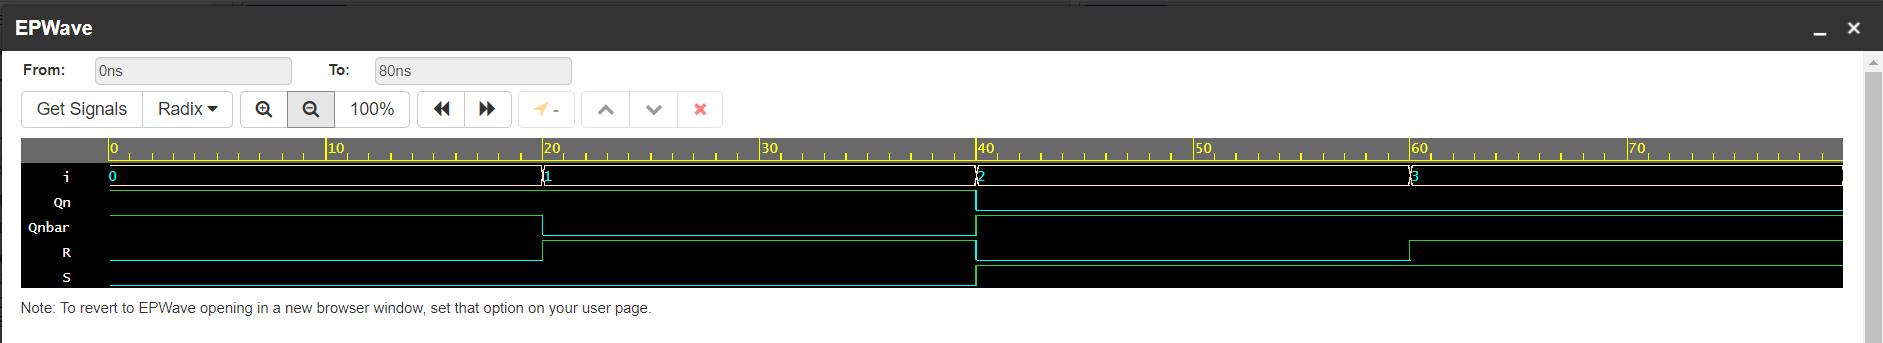 EPWave
From: 0ns To: 80ns
Get Signals Radix 100% -
0 10 20 30 40 50 60 70
i 0 1 2 3
Qn
Qnbar
R
S
Note: To revert to EPWave opening in a new browser window, set that option on your user page.